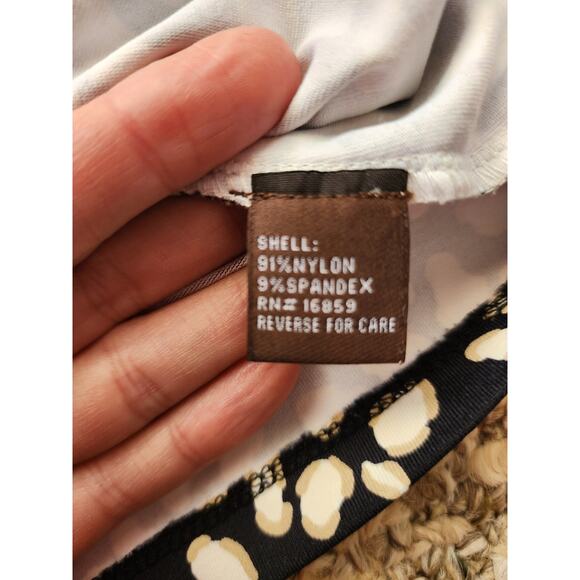 SHELL:
91%NYLON
9%SPANDEX
RN# 16859
REVERSE FOR CARE